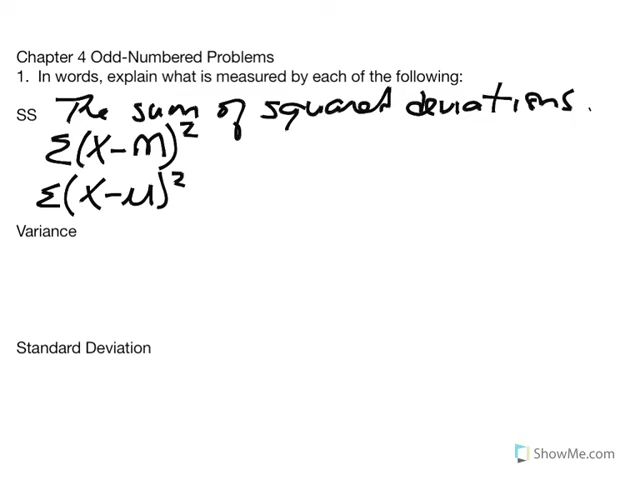 Chapter 4 Odd-Numbered Problems
1. In words, explain what is measured by each of the following:
SS The sum of squared deviations.
Σ(X-M)²
Σ(X-μ)²
Variance
Standard Deviation
ShowMe.com